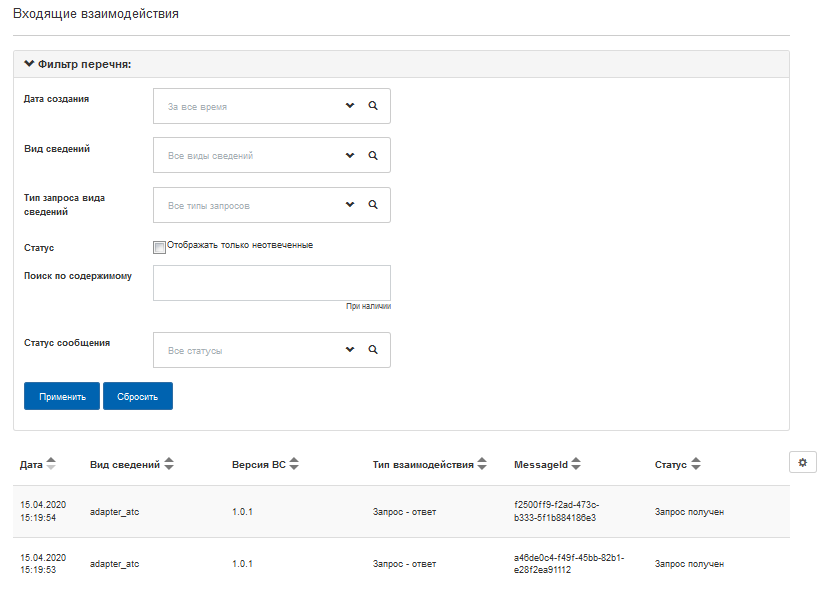 Входящие взаимодействия
Фильтр перечня:
Дата создания
За все время
Вид сведений
Все виды сведений
Тип запроса вида
сведений
Все типы запросов
Статус
Отображать только неотвеченные
Поиск по содержимому
При наличии
Статус сообщения
Все статусы
Применить Сбросить
Дата Вид сведений Версия ВС Тип взаимодействия MessageId Статус
15.04.2020
15:19:54
adapter_atc
1.0.1
Запрос - ответ
f2500ff9-f2ad-473c-
b333-5f1b884186e3
Запрос получен
15.04.2020
15:19:53
adapter_atc
1.0.1
Запрос - ответ
a46de0c4-f49f-45bb-82b1-
e28f2ea91112
Запрос получен